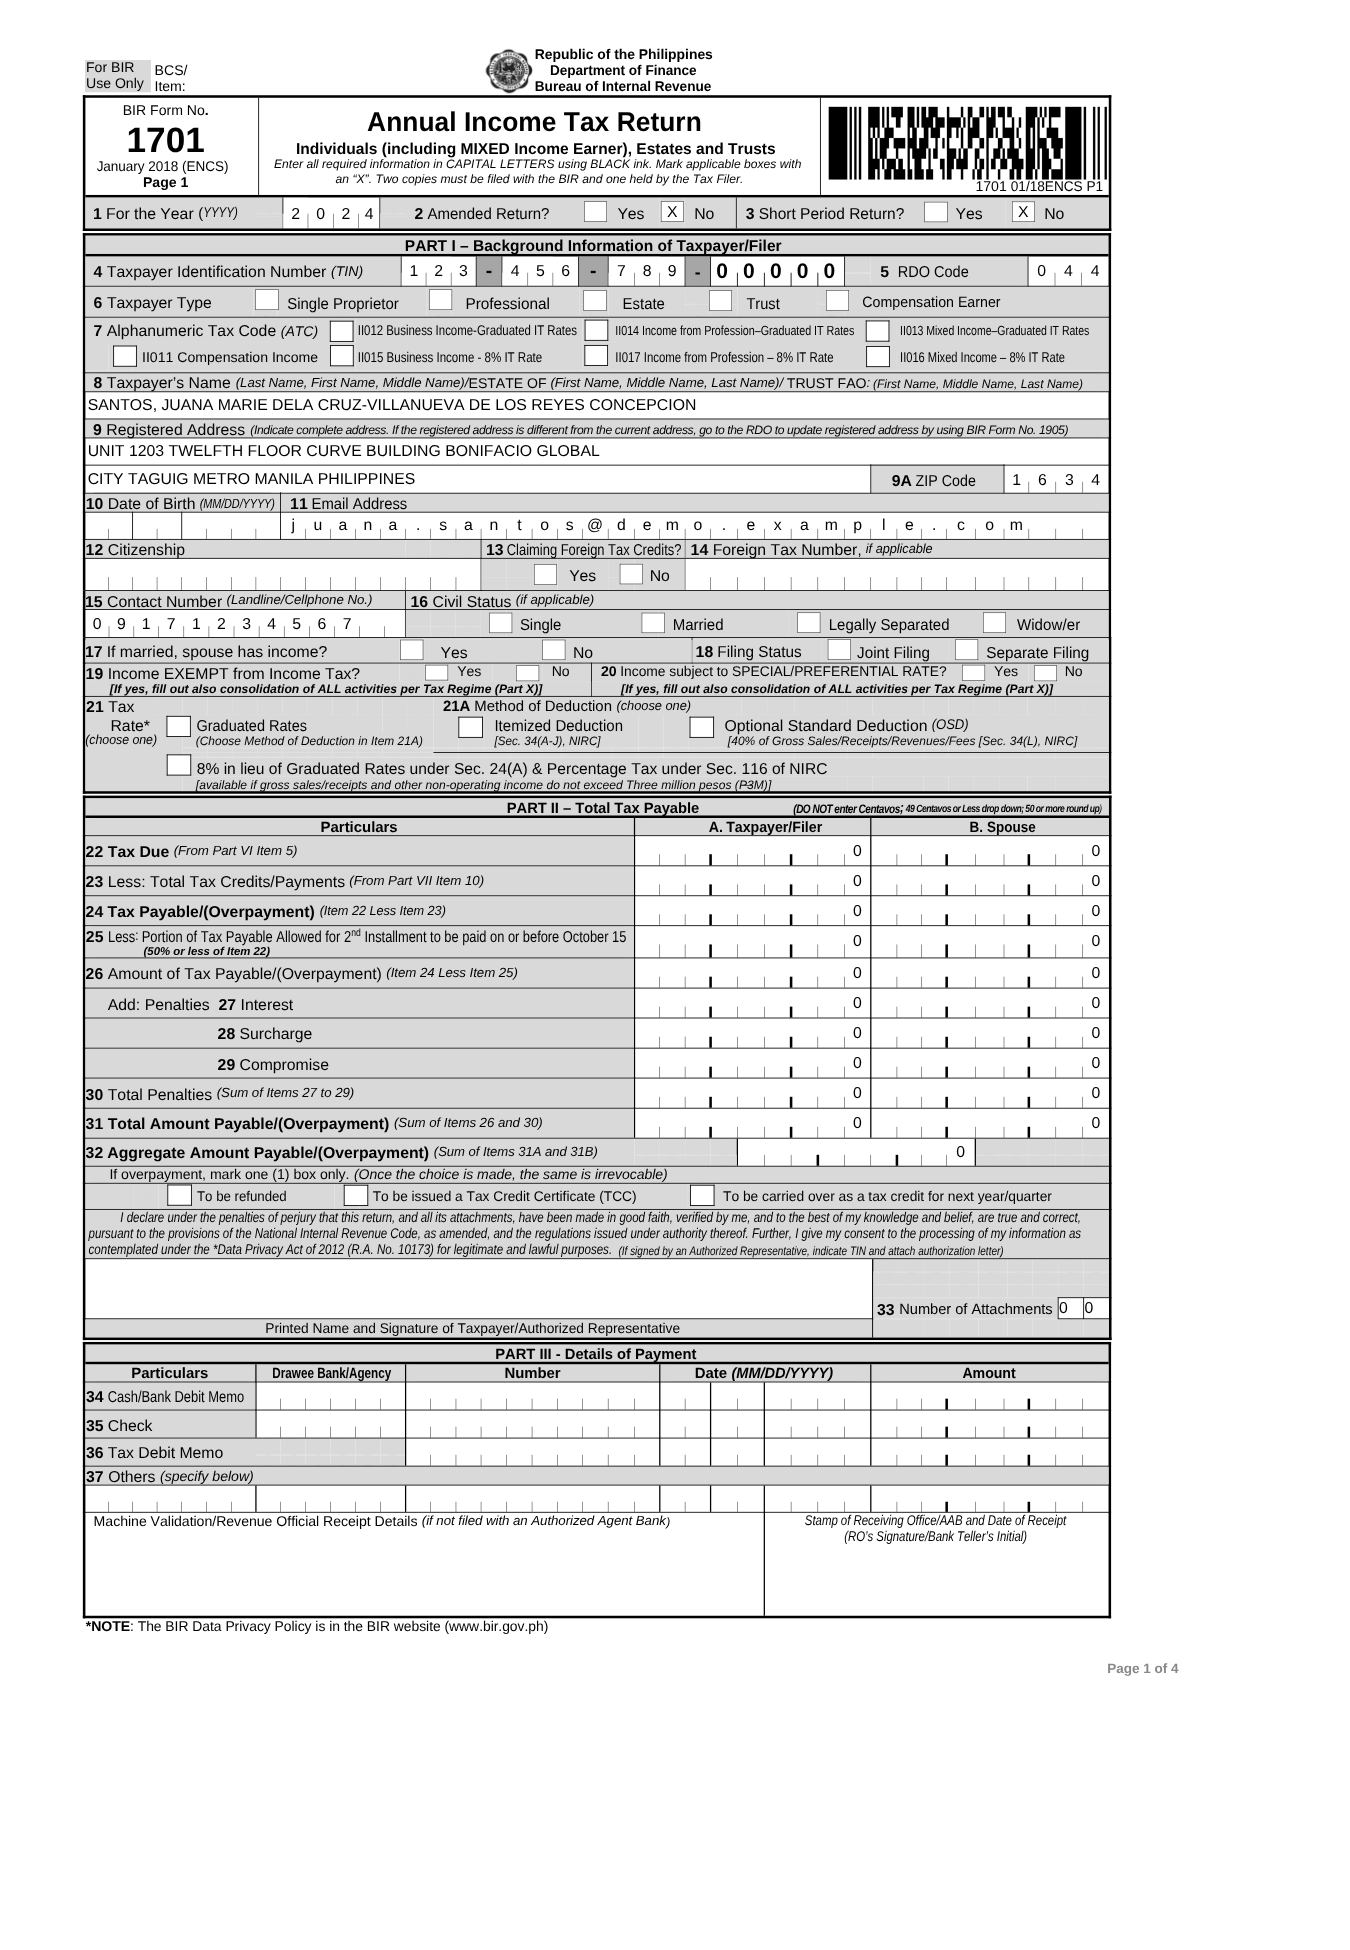 For BIR
Use Only
BCS/
Item:
Republic of the Philippines
Department of Finance
Bureau of Internal Revenue
BIR Form No.
1701
January 2018 (ENCS)
Page 1
Annual Income Tax Return
Individuals (including MIXED Income Earner), Estates and Trusts
Enter all required information in CAPITAL LETTERS using BLACK ink. Mark applicable boxes with
an “X”. Two copies must be filed with the BIR and one held by the Tax Filer.
1701 01/18ENCS P1
1 For the Year (YYYY) 2 0 2 4 2 Amended Return? Yes X No 3 Short Period Return? Yes X No
PART I – Background Information of Taxpayer/Filer
4 Taxpayer Identification Number (TIN) 1 2 3 - 4 5 6 - 7 8 9 - 0 0 0 0 0 5 RDO Code 0 4 4
6 Taxpayer Type Single Proprietor Professional Estate Trust Compensation Earner
7 Alphanumeric Tax Code (ATC) II012 Business Income-Graduated IT Rates II014 Income from Profession–Graduated IT Rates II013 Mixed Income–Graduated IT Rates
II011 Compensation Income II015 Business Income - 8% IT Rate II017 Income from Profession – 8% IT Rate II016 Mixed Income – 8% IT Rate
8 Taxpayer's Name (Last Name, First Name, Middle Name)/ESTATE OF (First Name, Middle Name, Last Name)/ TRUST FAO: (First Name, Middle Name, Last Name)
SANTOS, JUANA MARIE DELA CRUZ-VILLANUEVA DE LOS REYES CONCEPCION
9 Registered Address (Indicate complete address. If the registered address is different from the current address, go to the RDO to update registered address by using BIR Form No. 1905)
UNIT 1203 TWELFTH FLOOR CURVE BUILDING BONIFACIO GLOBAL
CITY TAGUIG METRO MANILA PHILIPPINES 9A ZIP Code 1 6 3 4
10 Date of Birth (MM/DD/YYYY) 11 Email Address
j u a n a . s a n t o s @ d e m o . e x a m p l e . c o m
12 Citizenship 13 Claiming Foreign Tax Credits? 14 Foreign Tax Number, if applicable
Yes No
15 Contact Number (Landline/Cellphone No.) 16 Civil Status (if applicable)
0 9 1 7 1 2 3 4 5 6 7 Single Married Legally Separated Widow/er
17 If married, spouse has income? Yes No 18 Filing Status Joint Filing Separate Filing
19 Income EXEMPT from Income Tax? Yes No 20 Income subject to SPECIAL/PREFERENTIAL RATE? Yes No
[If yes, fill out also consolidation of ALL activities per Tax Regime (Part X)] [If yes, fill out also consolidation of ALL activities per Tax Regime (Part X)]
21 Tax 21A Method of Deduction (choose one)
Rate* Graduated Rates Itemized Deduction Optional Standard Deduction (OSD)
(choose one) (Choose Method of Deduction in Item 21A) [Sec. 34(A-J), NIRC] [40% of Gross Sales/Receipts/Revenues/Fees [Sec. 34(L), NIRC]
8% in lieu of Graduated Rates under Sec. 24(A) & Percentage Tax under Sec. 116 of NIRC
[available if gross sales/receipts and other non-operating income do not exceed Three million pesos (₱3M)]
PART II – Total Tax Payable (DO NOT enter Centavos; 49 Centavos or Less drop down; 50 or more round up)
Particulars A. Taxpayer/Filer B. Spouse
22 Tax Due (From Part VI Item 5) 0 0
23 Less: Total Tax Credits/Payments (From Part VII Item 10) 0 0
24 Tax Payable/(Overpayment) (Item 22 Less Item 23) 0 0
25 Less: Portion of Tax Payable Allowed for 2nd Installment to be paid on or before October 15 0 0
(50% or less of Item 22)
26 Amount of Tax Payable/(Overpayment) (Item 24 Less Item 25) 0 0
Add: Penalties 27 Interest 0 0
28 Surcharge 0 0
29 Compromise 0 0
30 Total Penalties (Sum of Items 27 to 29) 0 0
31 Total Amount Payable/(Overpayment) (Sum of Items 26 and 30) 0 0
32 Aggregate Amount Payable/(Overpayment) (Sum of Items 31A and 31B) 0
If overpayment, mark one (1) box only. (Once the choice is made, the same is irrevocable)
To be refunded To be issued a Tax Credit Certificate (TCC) To be carried over as a tax credit for next year/quarter
I declare under the penalties of perjury that this return, and all its attachments, have been made in good faith, verified by me, and to the best of my knowledge and belief, are true and correct,
pursuant to the provisions of the National Internal Revenue Code, as amended, and the regulations issued under authority thereof. Further, I give my consent to the processing of my information as
contemplated under the *Data Privacy Act of 2012 (R.A. No. 10173) for legitimate and lawful purposes. (If signed by an Authorized Representative, indicate TIN and attach authorization letter)
33 Number of Attachments 0 0
Printed Name and Signature of Taxpayer/Authorized Representative
PART III - Details of Payment
Particulars Drawee Bank/Agency Number Date (MM/DD/YYYY) Amount
34 Cash/Bank Debit Memo
35 Check
36 Tax Debit Memo
37 Others (specify below)
Machine Validation/Revenue Official Receipt Details (if not filed with an Authorized Agent Bank) Stamp of Receiving Office/AAB and Date of Receipt
(RO’s Signature/Bank Teller’s Initial)
*NOTE: The BIR Data Privacy Policy is in the BIR website (www.bir.gov.ph)
Page 1 of 4